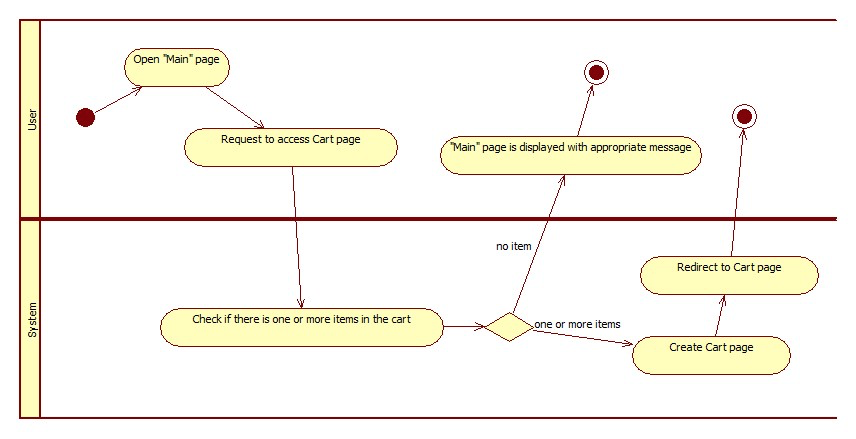 User
Open "Main" page
Request to access Cart page
"Main" page is displayed with appropriate message
System
no item
Redirect to Cart page
Check if there is one or more items in the cart
one or more items
Create Cart page